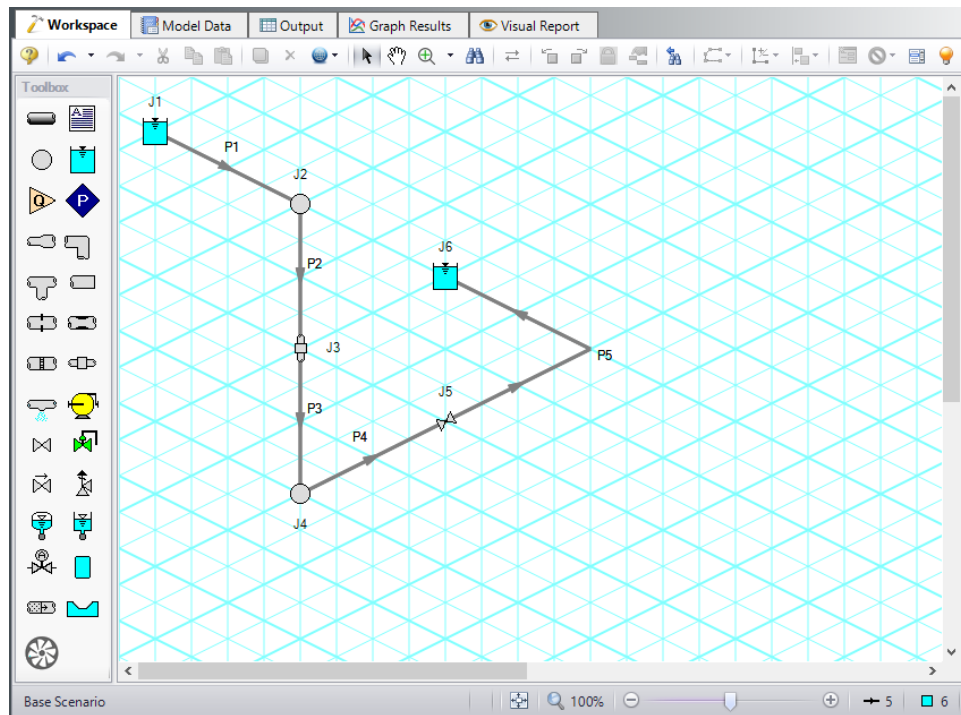 Workspace Model Data Output Graph Results Visual Report
Toolbox
A
Q P
J1
P1
J2
P2
J6
J3
P5
J5
P3
P4
J4
Base Scenario 100% 5 6